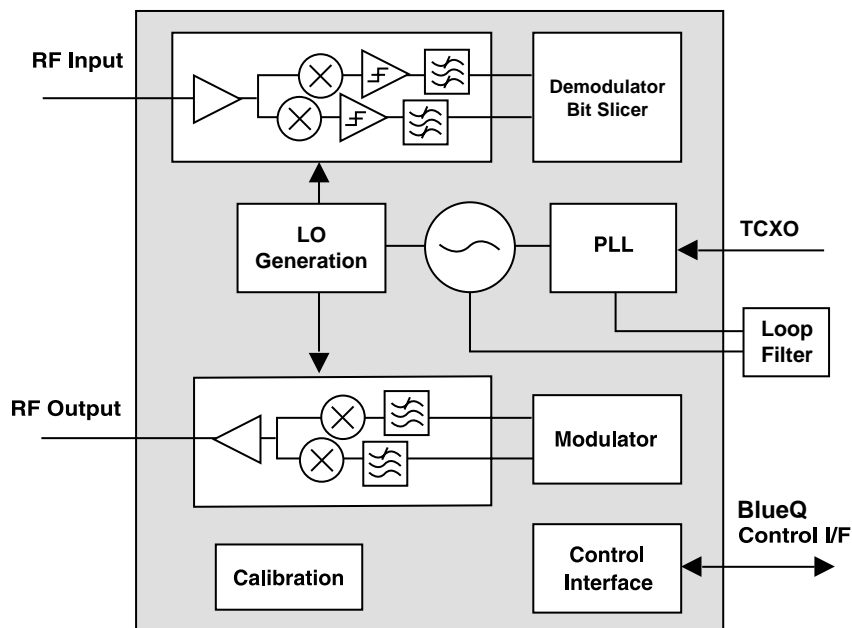 RF Input
Demodulator
Bit Slicer
LO
Generation
PLL
TCXO
Loop
Filter
RF Output
Modulator
BlueQ
Control I/F
Calibration
Control
Interface